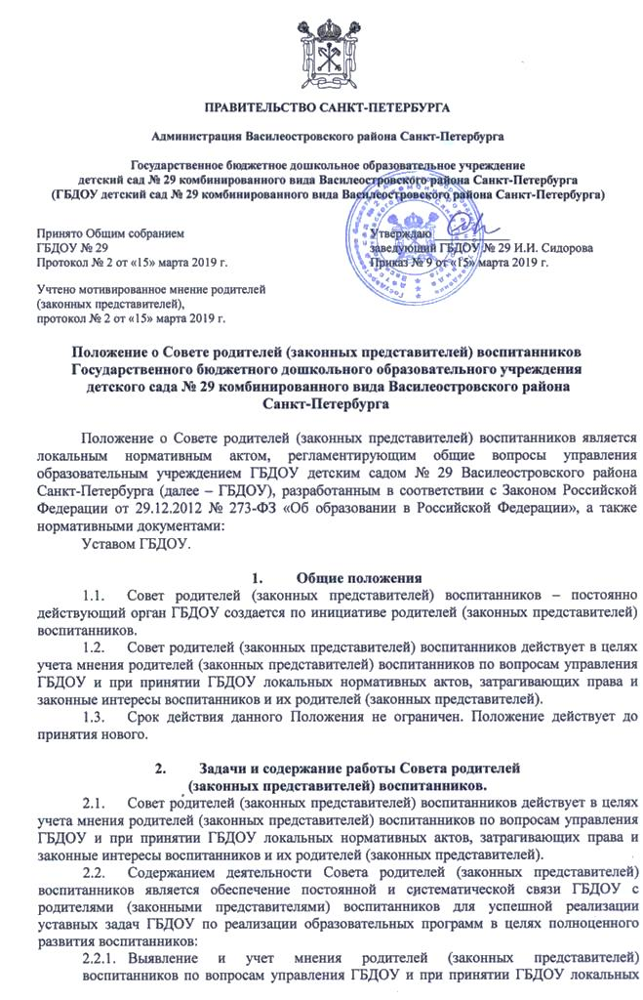 ПРАВИТЕЛЬСТВО САНКТ-ПЕТЕРБУРГА
Администрация Василеостровского района Санкт-Петербурга
Государственное бюджетное дошкольное образовательное учреждение
детский сад № 29 комбинированного вида Василеостровского района Санкт-Петербурга
(ГБДОУ детский сад № 29 комбинированного вида Василеостровского района Санкт-Петербурга)
Принято Общим собранием
ГБДОУ № 29
Протокол № 2 от «15» марта 2019 г.
Утверждаю
заведующий ГБДОУ № 29 И.И. Сидорова
Приказ № 9 от «15» марта 2019 г.
Учтено мотивированное мнение родителей
(законных представителей),
протокол № 2 от «15» марта 2019 г.
Положение о Совете родителей (законных представителей) воспитанников
Государственного бюджетного дошкольного образовательного учреждения
детского сада № 29 комбинированного вида Василеостровского района
Санкт-Петербурга
Положение о Совете родителей (законных представителей) воспитанников является
локальным нормативным актом, регламентирующим общие вопросы управления
образовательным учреждением ГБДОУ детским садом № 29 Василеостровского района
Санкт-Петербурга (далее – ГБДОУ), разработанным в соответствии с Законом Российской
Федерации от 29.12.2012 № 273-ФЗ «Об образовании в Российской Федерации», а также
нормативными документами:
Уставом ГБДОУ.
1. Общие положения
1.1. Совет родителей (законных представителей) воспитанников – постоянно
действующий орган ГБДОУ создается по инициативе родителей (законных представителей)
воспитанников.
1.2. Совет родителей (законных представителей) воспитанников действует в целях
учета мнения родителей (законных представителей) воспитанников по вопросам управления
ГБДОУ и при принятии ГБДОУ локальных нормативных актов, затрагивающих права и
законные интересы воспитанников и их родителей (законных представителей).
1.3. Срок действия данного Положения не ограничен. Положение действует до
принятия нового.
2. Задачи и содержание работы Совета родителей
(законных представителей) воспитанников.
2.1. Совет родителей (законных представителей) воспитанников действует в целях
учета мнения родителей (законных представителей) воспитанников по вопросам управления
ГБДОУ и при принятии ГБДОУ локальных нормативных актов, затрагивающих права и
законные интересы воспитанников и их родителей (законных представителей).
2.2. Содержанием деятельности Совета родителей (законных представителей)
воспитанников является обеспечение постоянной и систематической связи ГБДОУ с
родителями (законными представителями) воспитанников для успешной реализации
уставных задач ГБДОУ по реализации образовательных программ в целях полноценного
развития воспитанников:
2.2.1. Выявление и учет мнения родителей (законных представителей)
воспитанников по вопросам управления ГБДОУ и при принятии ГБДОУ локальных